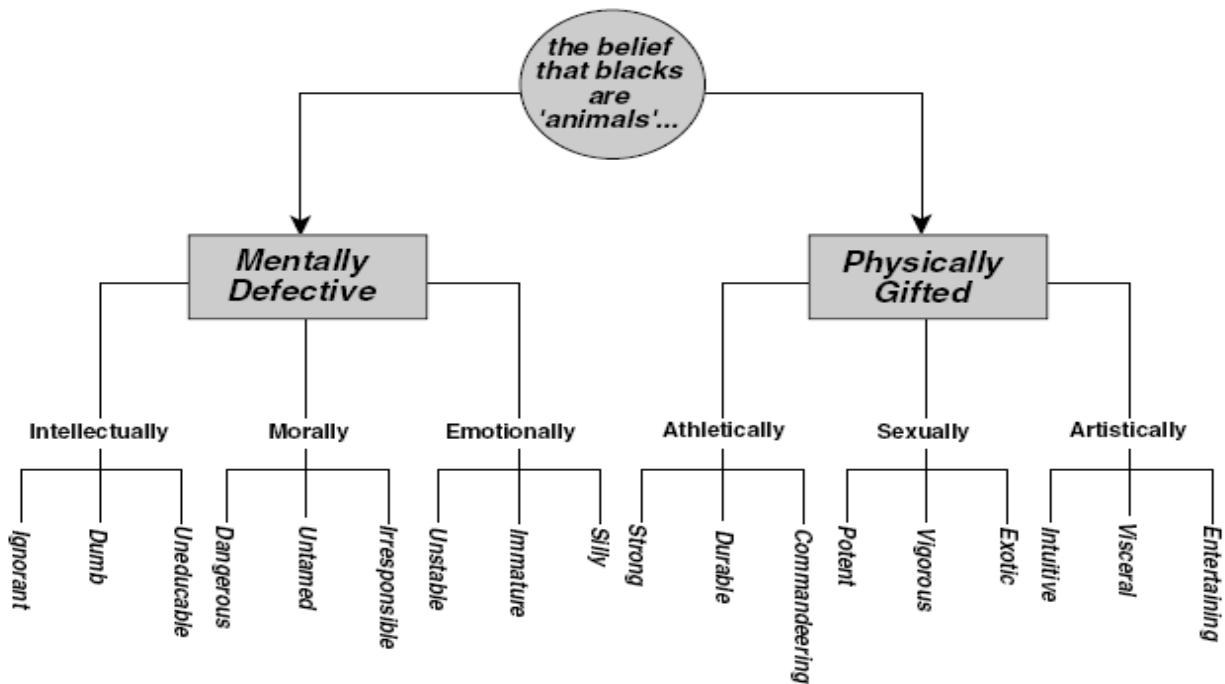 the belief
that blacks
are
'animals'...
Mentally
Defective
Physically
Gifted
Intellectually
Morally
Emotionally
Athletically
Sexually
Artistically
Ignorant
Dumb
Uneducable
Dangerous
Untamed
Irresponsible
Unstable
Immature
Silly
Strong
Durable
Commandeering
Potent
Vigorous
Exotic
Intuitive
Visceral
Entertaining